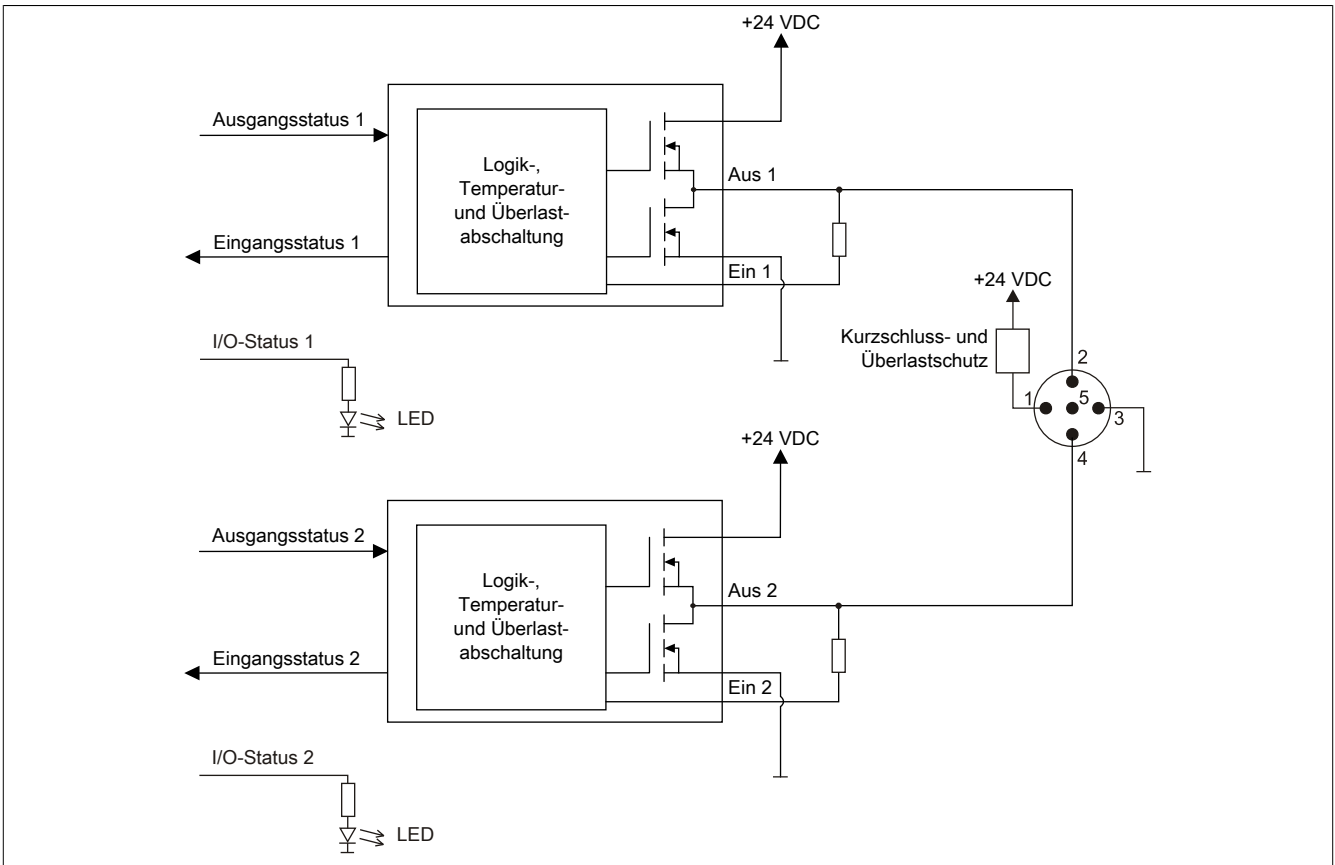 +24 VDC
Ausgangsstatus 1
Logik-,
Temperatur-
und Überlast-
abschaltung
Aus 1
Eingangsstatus 1
Ein 1
+24 VDC
I/O-Status 1
Kurzschluss- und
Überlastschutz
2
1
5
3
LED
4
+24 VDC
Ausgangsstatus 2
Logik-,
Temperatur-
und Überlast-
abschaltung
Aus 2
Eingangsstatus 2
Ein 2
I/O-Status 2
LED